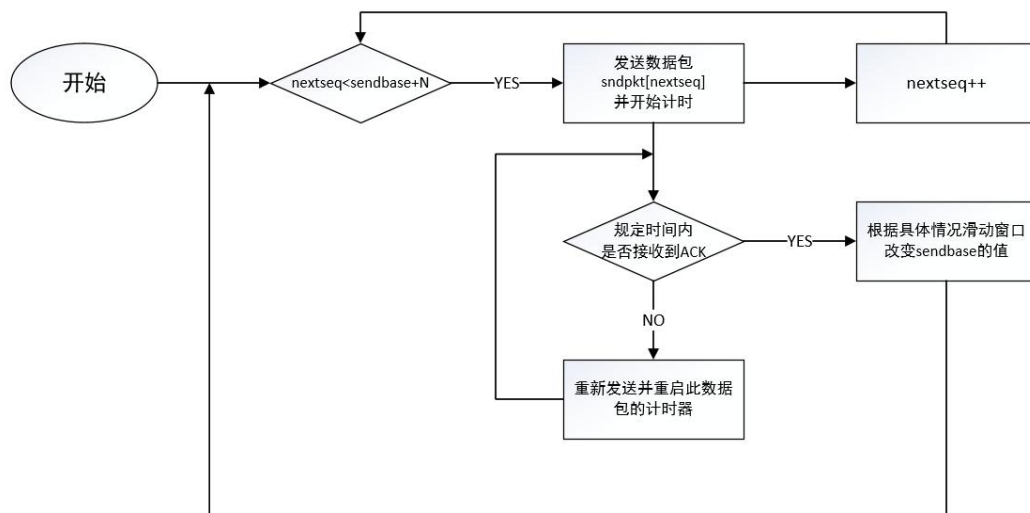 开始
nextseq<sendbase+N
YES
发送数据包
sndpkt[nextseq]
并开始计时
nextseq++
规定时间内
是否接收到ACK
YES
根据具体情况滑动窗口
改变sendbase的值
NO
重新发送并重启此数据
包的计时器